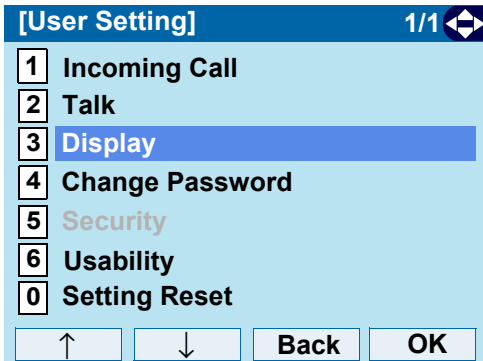 [User Setting] 1/1
1 Incoming Call
2 Talk
3 Display
4 Change Password
5 Security
6 Usability
0 Setting Reset
↑ ↓ Back OK